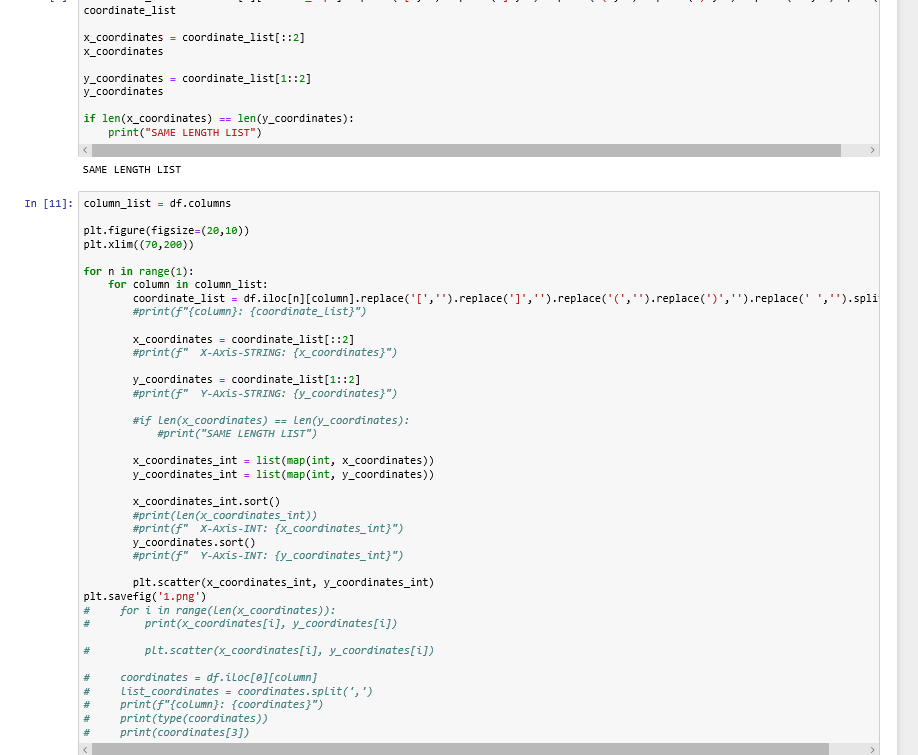 coordinate_list
x_coordinates = coordinate_list[::2]
x_coordinates
y_coordinates = coordinate_list[1::2]
y_coordinates
if len(x_coordinates) == len(y_coordinates):
    print("SAME LENGTH LIST")
SAME LENGTH LIST
In [11]: column_list = df.columns
plt.figure(figsize=(20,10))
plt.xlim((70,200))
for n in range(1):
    for column in column_list:
        coordinate_list = df.iloc[n][column].replace('[','').replace(']','').replace('(','').replace(')','').replace(' ','').spli
        #print(f"{column}: {coordinate_list}")
        x_coordinates = coordinate_list[::2]
        #print(f"  X-Axis-STRING: {x_coordinates}")
        y_coordinates = coordinate_list[1::2]
        #print(f"  Y-Axis-STRING: {y_coordinates}")
        #if len(x_coordinates) == len(y_coordinates):
            #print("SAME LENGTH LIST")
        x_coordinates_int = list(map(int, x_coordinates))
        y_coordinates_int = list(map(int, y_coordinates))
        x_coordinates_int.sort()
        #print(len(x_coordinates_int))
        #print(f"  X-Axis-INT: {x_coordinates_int}")
        y_coordinates.sort()
        #print(f"  Y-Axis-INT: {y_coordinates_int}")
        plt.scatter(x_coordinates_int, y_coordinates_int)
plt.savefig('1.png')
#     for i in range(len(x_coordinates)):
#         print(x_coordinates[i], y_coordinates[i])
#         plt.scatter(x_coordinates[i], y_coordinates[i])
#     coordinates = df.iloc[0][column]
#     list_coordinates = coordinates.split(',')
#     print(f"{column}: {coordinates}")
#     print(type(coordinates))
#     print(coordinates[3])